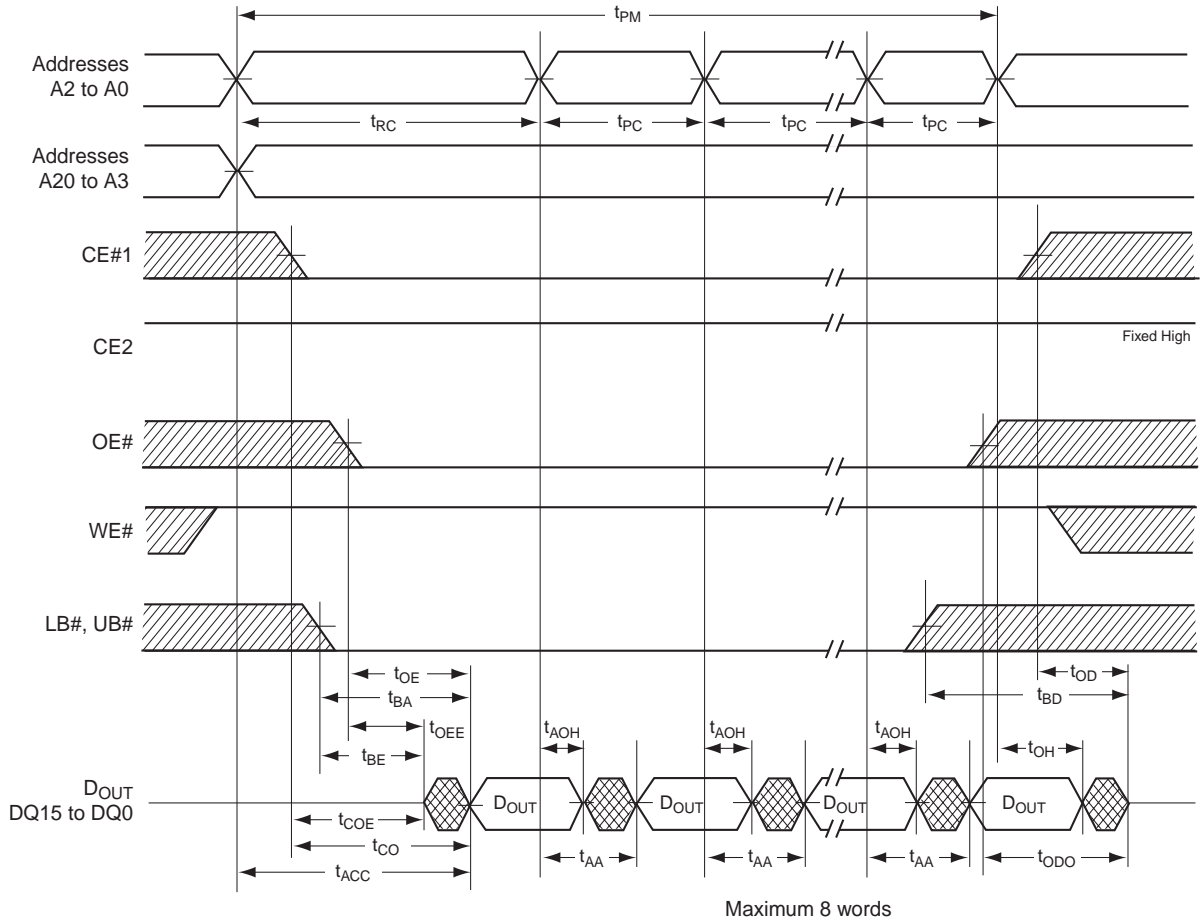 tPM
Addresses
A2 to A0
tRC
tPC
tPC
tPC
Addresses
A20 to A3
CE#1
CE2
Fixed High
OE#
WE#
LB#, UB#
tOE
tBA
tOEE
tBE
tOD
tBD
tAOH
tAOH
tAOH
tOH
DOUT
DQ15 to DQ0
DOUT
DOUT
DOUT
DOUT
tCOE
tCO
tACC
tAA
tAA
tAA
tODO
Maximum 8 words